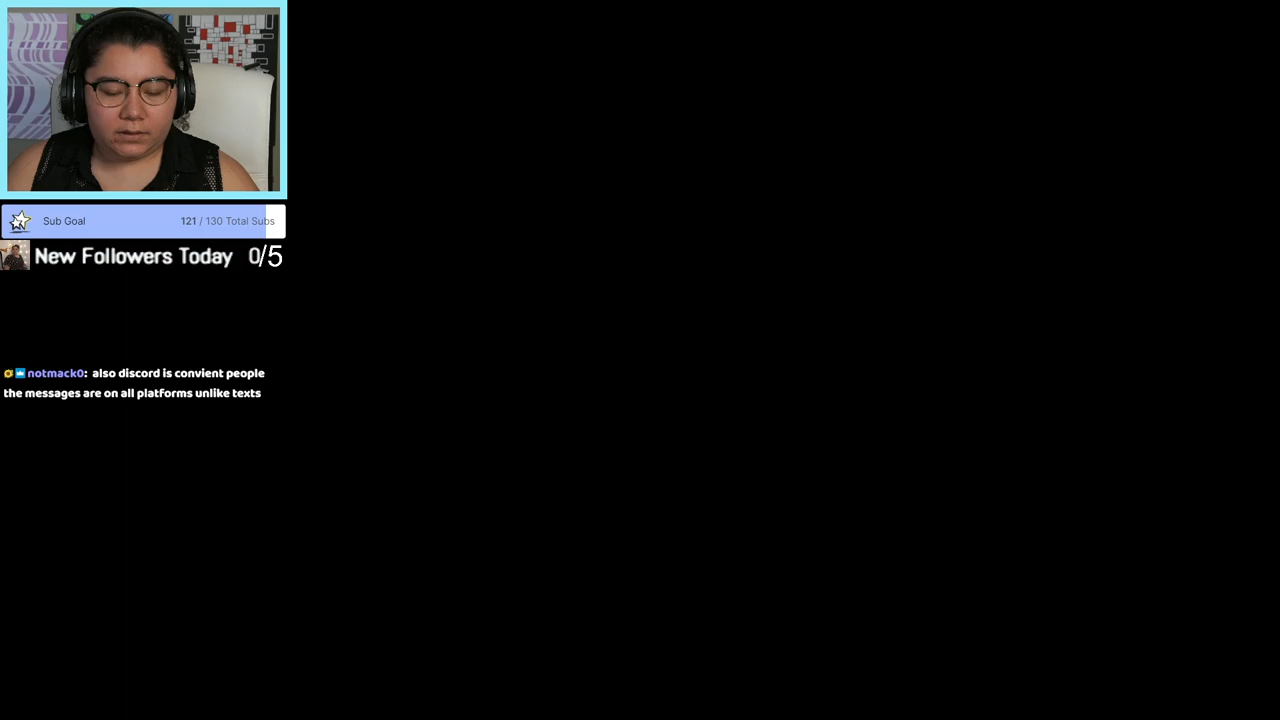 Sub Goal 121 / 130 Total Subs
New Followers Today 0/5
notmack0: also discord is convient people
the messages are on all platforms unlike texts